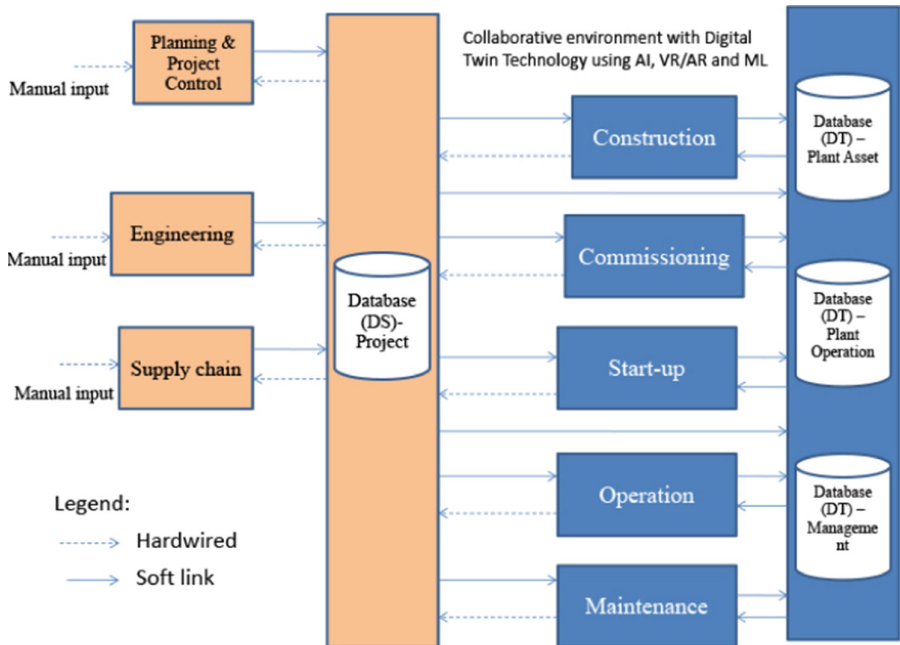 Planning &
Project
Control
Manual input
Engineering
Manual input
Supply chain
Manual input
Legend:
Hardwired
Soft link
Database
(DS)-
Project
Collaborative environment with Digital
Twin Technology using AI, VR/AR and ML
Construction
Commissioning
Start-up
Operation
Maintenance
Database
(DT) –
Plant Asset
Database
(DT) –
Plant
Operation
Database
(DT) –
Manageme
nt